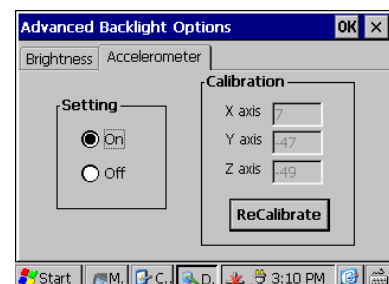 Advanced Backlight Options OK ×
Brightness Accelerometer
Setting
On
Off
Calibration
X axis 7
Y axis -47
Z axis -49
ReCalibrate
Start M. C.. D. 3:10 PM